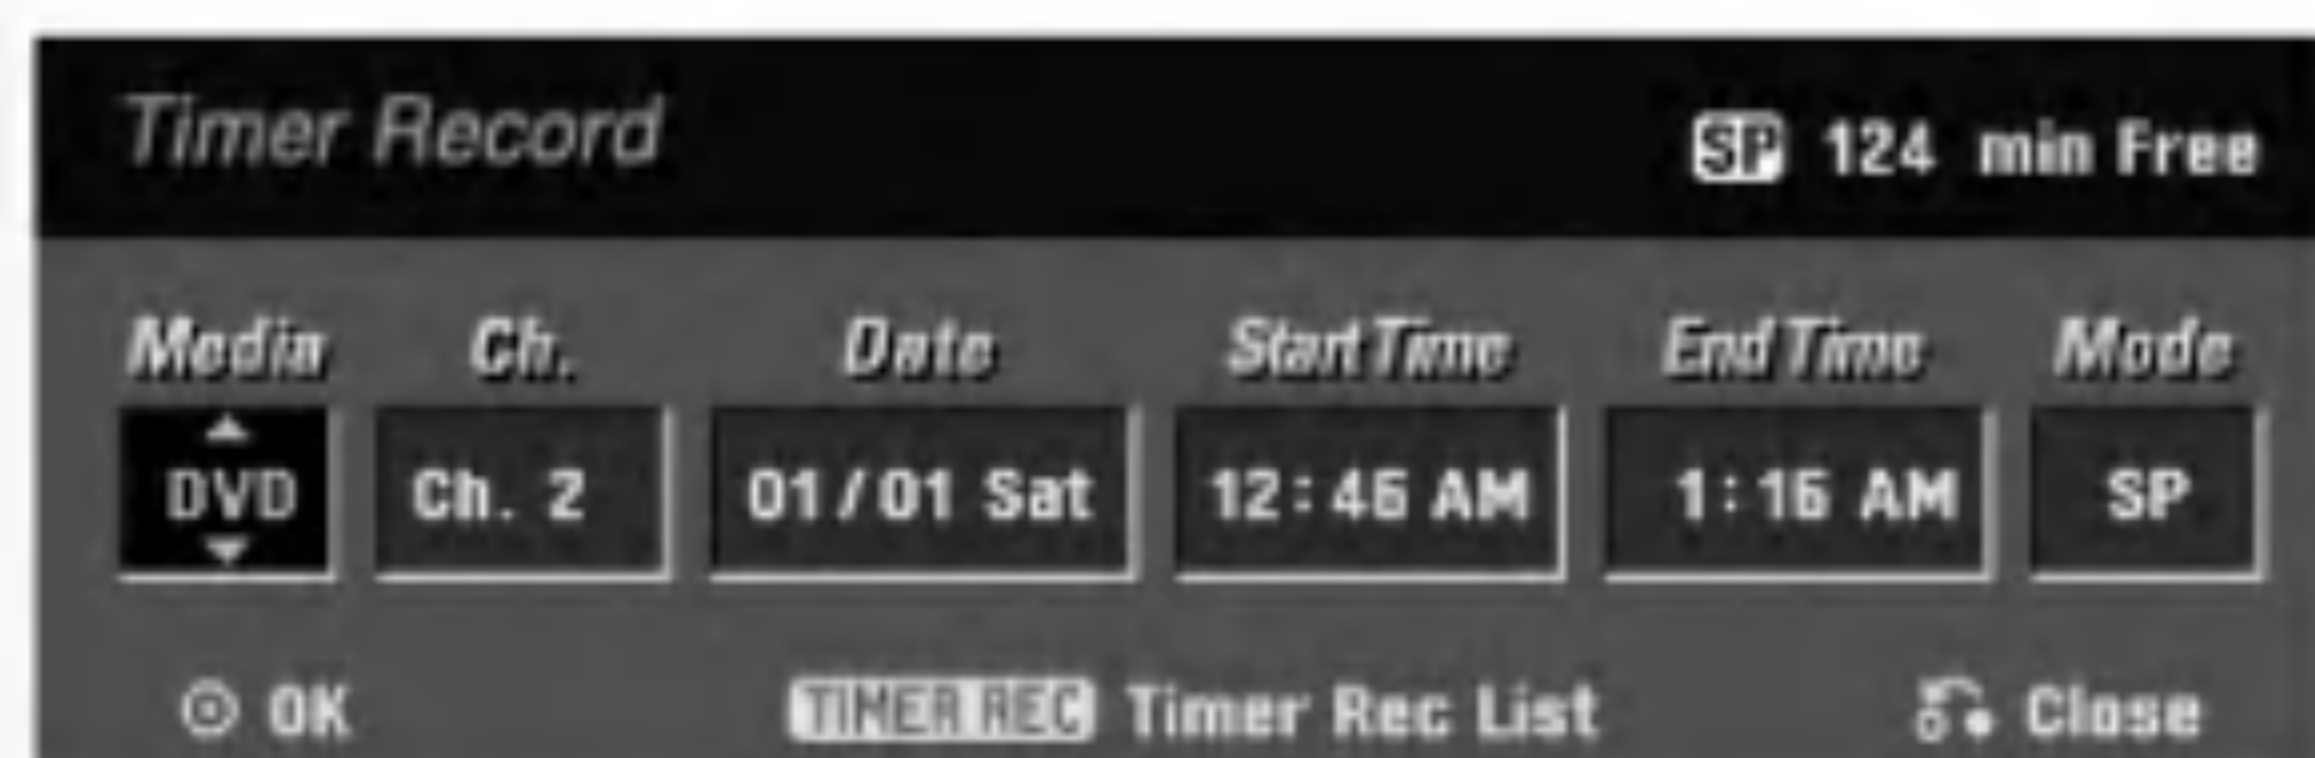 Timer Record
SP 124 min Free
Media Ch. Date Start Time End Time Mode
DVD Ch. 2 01/01 Sat 12:46 AM 1:16 AM SP
OK TIMER REC Timer Rec List Close